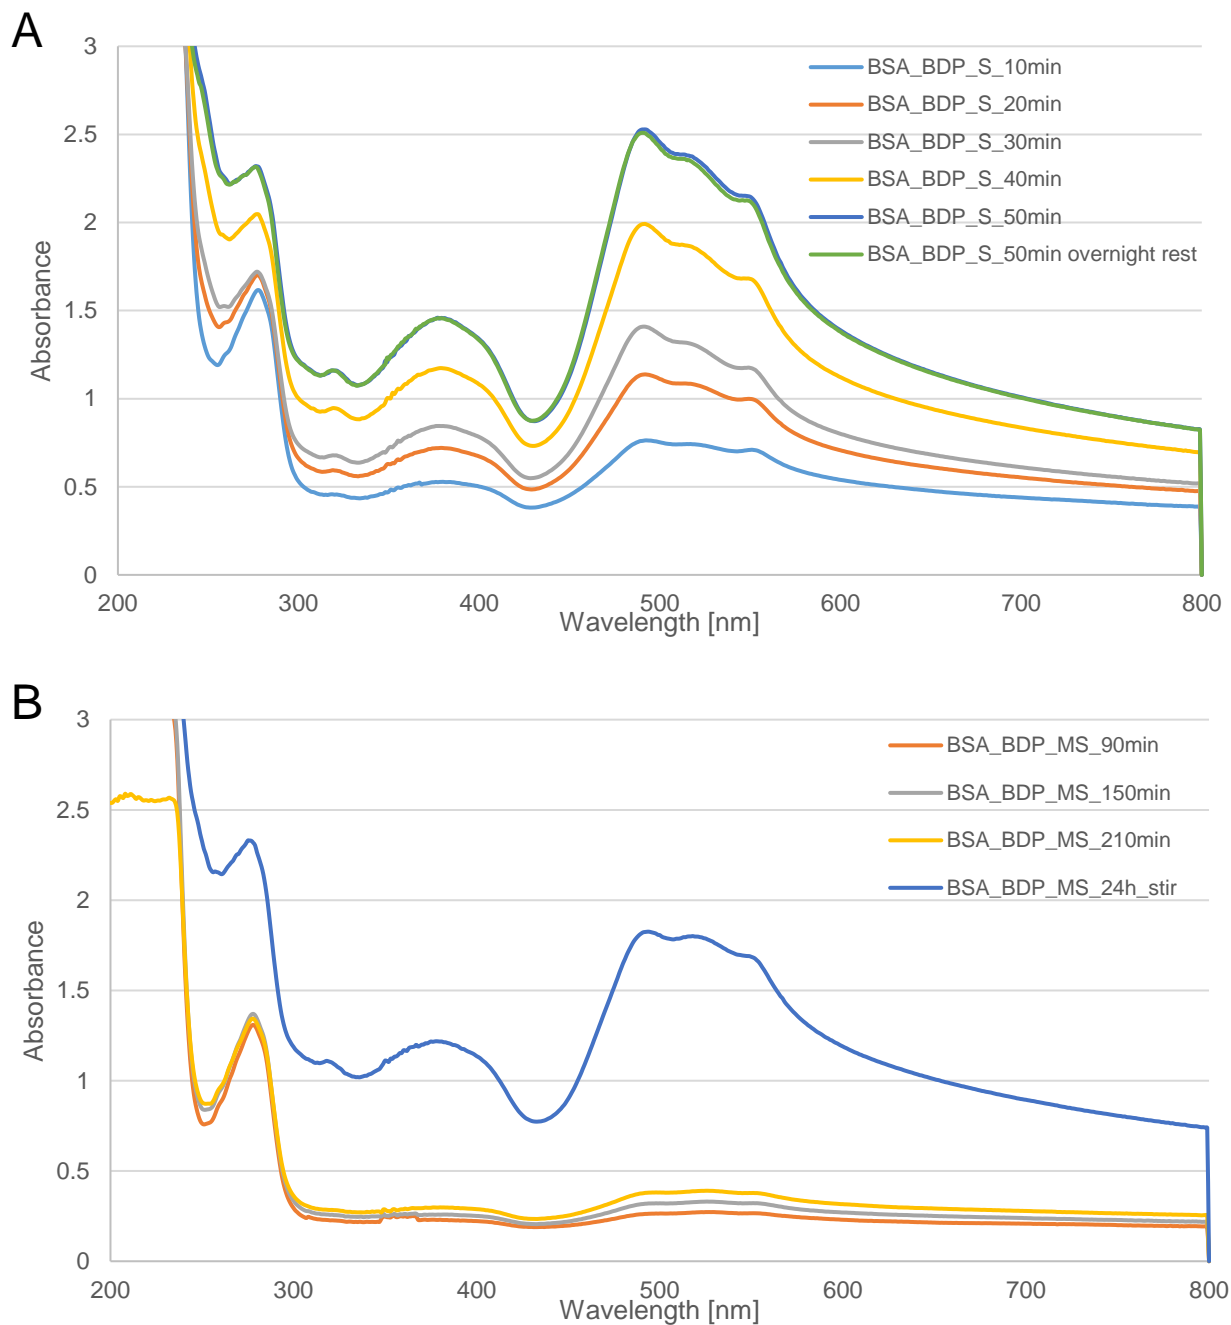 A
3
2.5
2
1.5
1
0.5
0
Absorbance
200 300 400 500 600 700 800
Wavelength [nm]
BSA_BDP_S_10min
BSA_BDP_S_20min
BSA_BDP_S_30min
BSA_BDP_S_40min
BSA_BDP_S_50min
BSA_BDP_S_50min overnight rest
B
3
2.5
2
1.5
1
0.5
0
Absorbance
200 300 400 500 600 700 800
Wavelength [nm]
BSA_BDP_MS_90min
BSA_BDP_MS_150min
BSA_BDP_MS_210min
BSA_BDP_MS_24h_stir